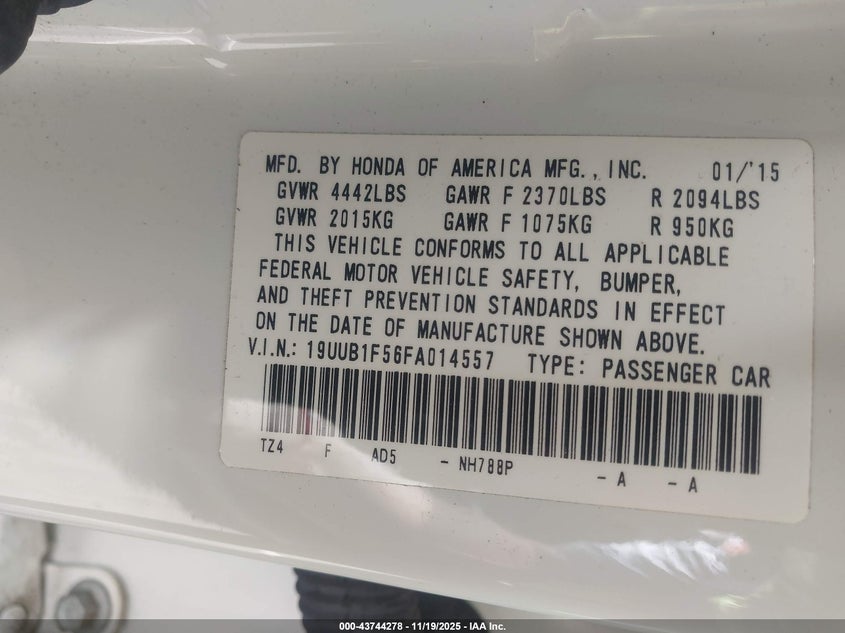 MFD. BY HONDA OF AMERICA MFG., INC. 01/'15
GVWR 4442LBS GAWR F 2370LBS R 2094LBS
GVWR 2015KG GAWR F 1075KG R 950KG
THIS VEHICLE CONFORMS TO ALL APPLICABLE
FEDERAL MOTOR VEHICLE SAFETY, BUMPER,
AND THEFT PREVENTION STANDARDS IN EFFECT
ON THE DATE OF MANUFACTURE SHOWN ABOVE.
V.I.N.: 19UUB1F56FA014557 TYPE: PASSENGER CAR
TZ4 F AD5 - NH788P - A - A
000-43744278 - 11/19/2025 - IAA Inc.